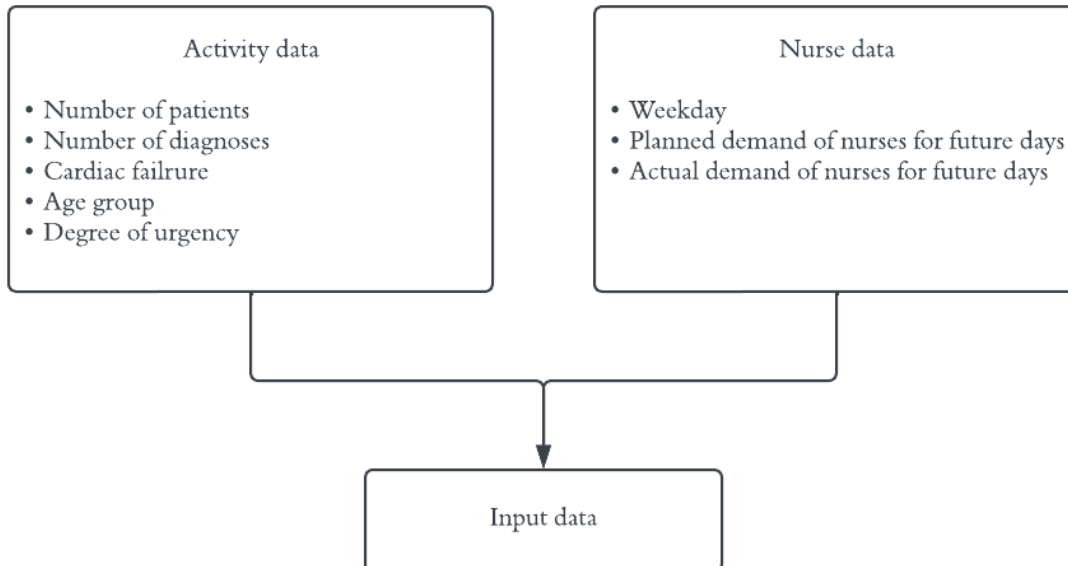 Activity data
• Number of patients
• Number of diagnoses
• Cardiac failrure
• Age group
• Degree of urgency
Nurse data
• Weekday
• Planned demand of nurses for future days
• Actual demand of nurses for future days
Input data